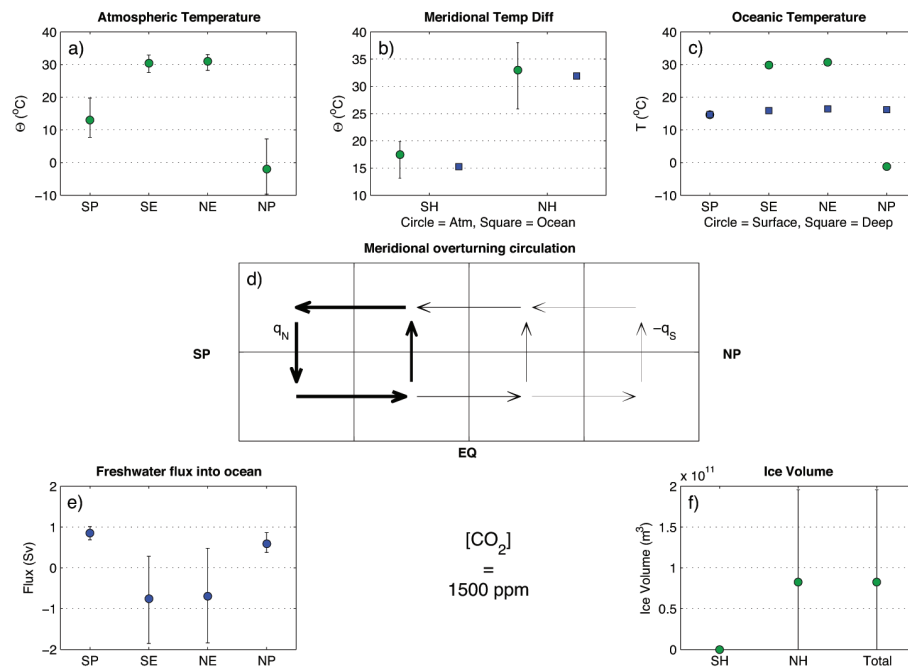 Atmospheric Temperature
a)
40
30
20
10
0
−10
Θ (°C)
SP SE NE NP
Meridional Temp Diff
b)
40
35
30
25
20
15
10
Θ (°C)
SH NH
Circle = Atm, Square = Ocean
Oceanic Temperature
c)
40
30
20
10
0
−10
T (°C)
SP SE NE NP
Circle = Surface, Square = Deep
Meridional overturning circulation
d)
q_N
−q_S
SP
NP
EQ
Freshwater flux into ocean
e)
2
1
0
−1
−2
Flux (Sv)
SP SE NE NP
[CO₂]
=
1500 ppm
Ice Volume
x 10¹¹
f)
2
1.5
1
0.5
0
Ice Volume (m³)
SH NH Total